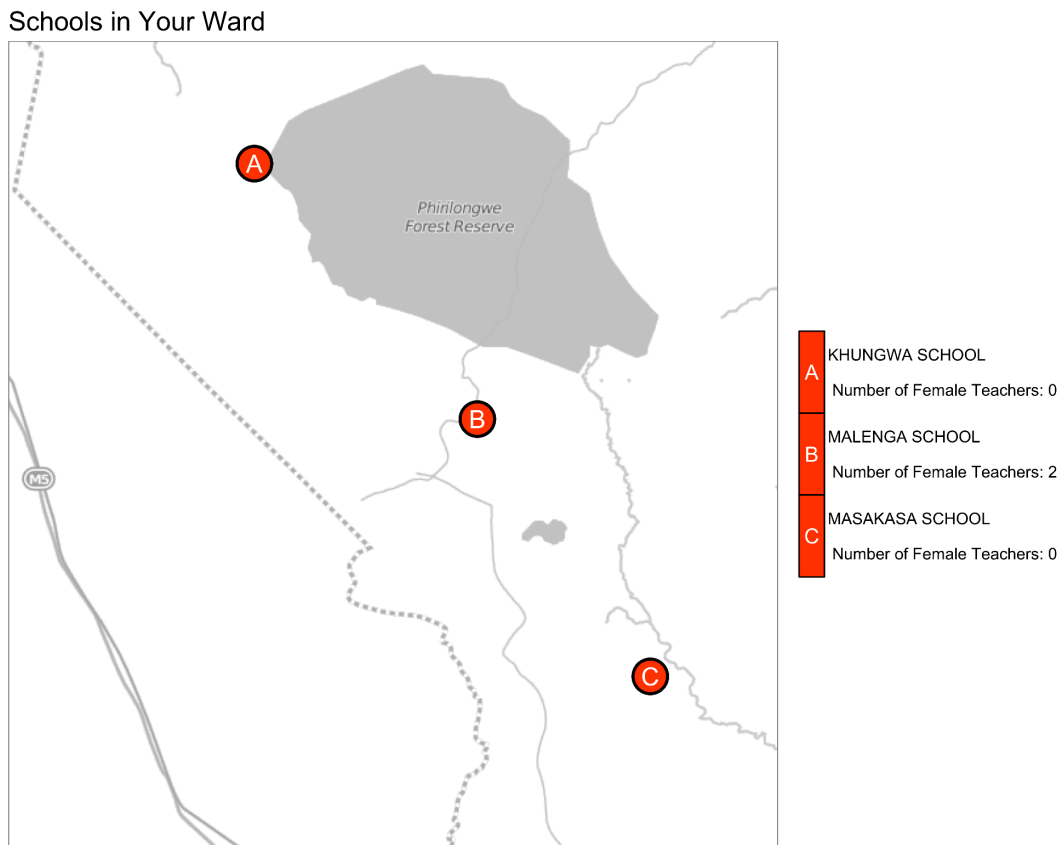 Schools in Your Ward
A
Phirilongwe
Forest Reserve
B
M5
C
A
KHUNGWA SCHOOL
Number of Female Teachers: 0
B
MALENGA SCHOOL
Number of Female Teachers: 2
C
MASAKASA SCHOOL
Number of Female Teachers: 0